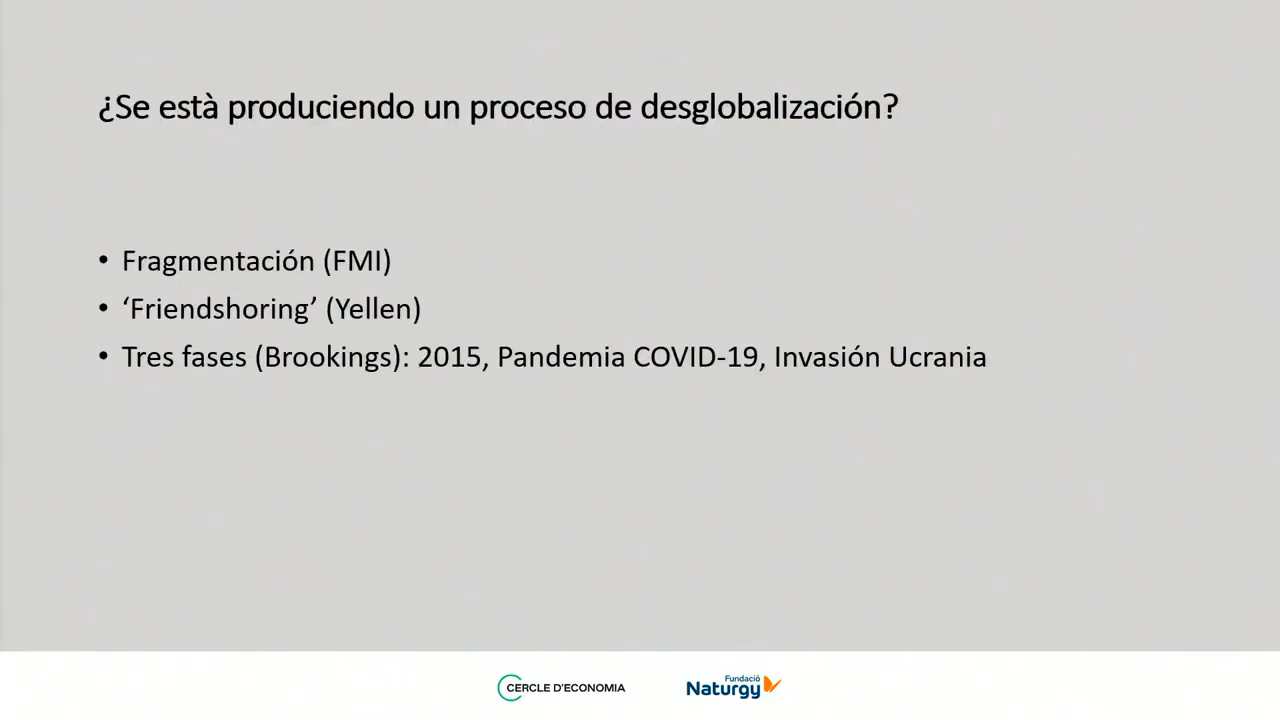 ¿Se està produciendo un proceso de desglobalización?
• Fragmentación (FMI)
• ‘Friendshoring’ (Yellen)
• Tres fases (Brookings): 2015, Pandemia COVID-19, Invasión Ucrania
CERCLE D'ECONOMIA
Fundació
Naturgy